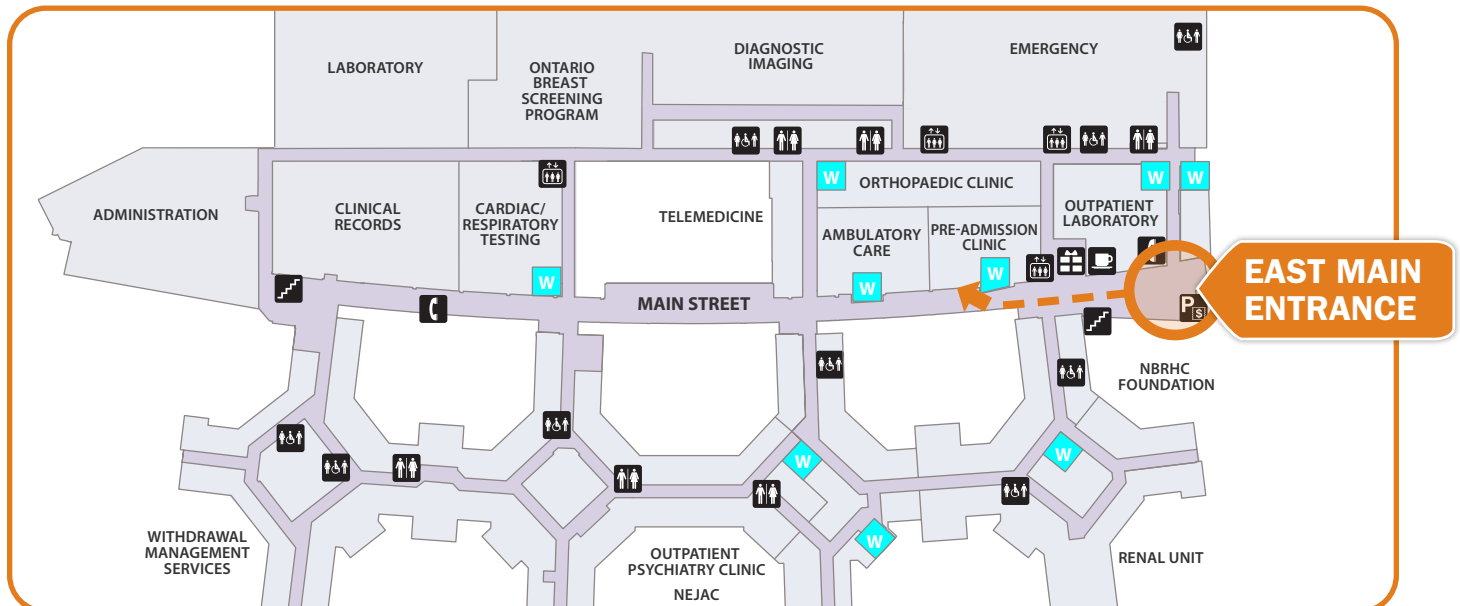 LABORATORY
ONTARIO
BREAST
SCREENING
PROGRAM
DIAGNOSTIC
IMAGING
EMERGENCY
ADMINISTRATION
CLINICAL
RECORDS
CARDIAC/
RESPIRATORY
TESTING
W
TELEMEDICINE
W
ORTHOPAEDIC CLINIC
AMBULATORY
CARE
W
PRE-ADMISSION
CLINIC
W
OUTPATIENT
LABORATORY
W
W
MAIN STREET
EAST MAIN
ENTRANCE
P
$
NBRHC
FOUNDATION
W
W
W
WITHDRAWAL
MANAGEMENT
SERVICES
OUTPATIENT
PSYCHIATRY CLINIC
NEJAC
RENAL UNIT